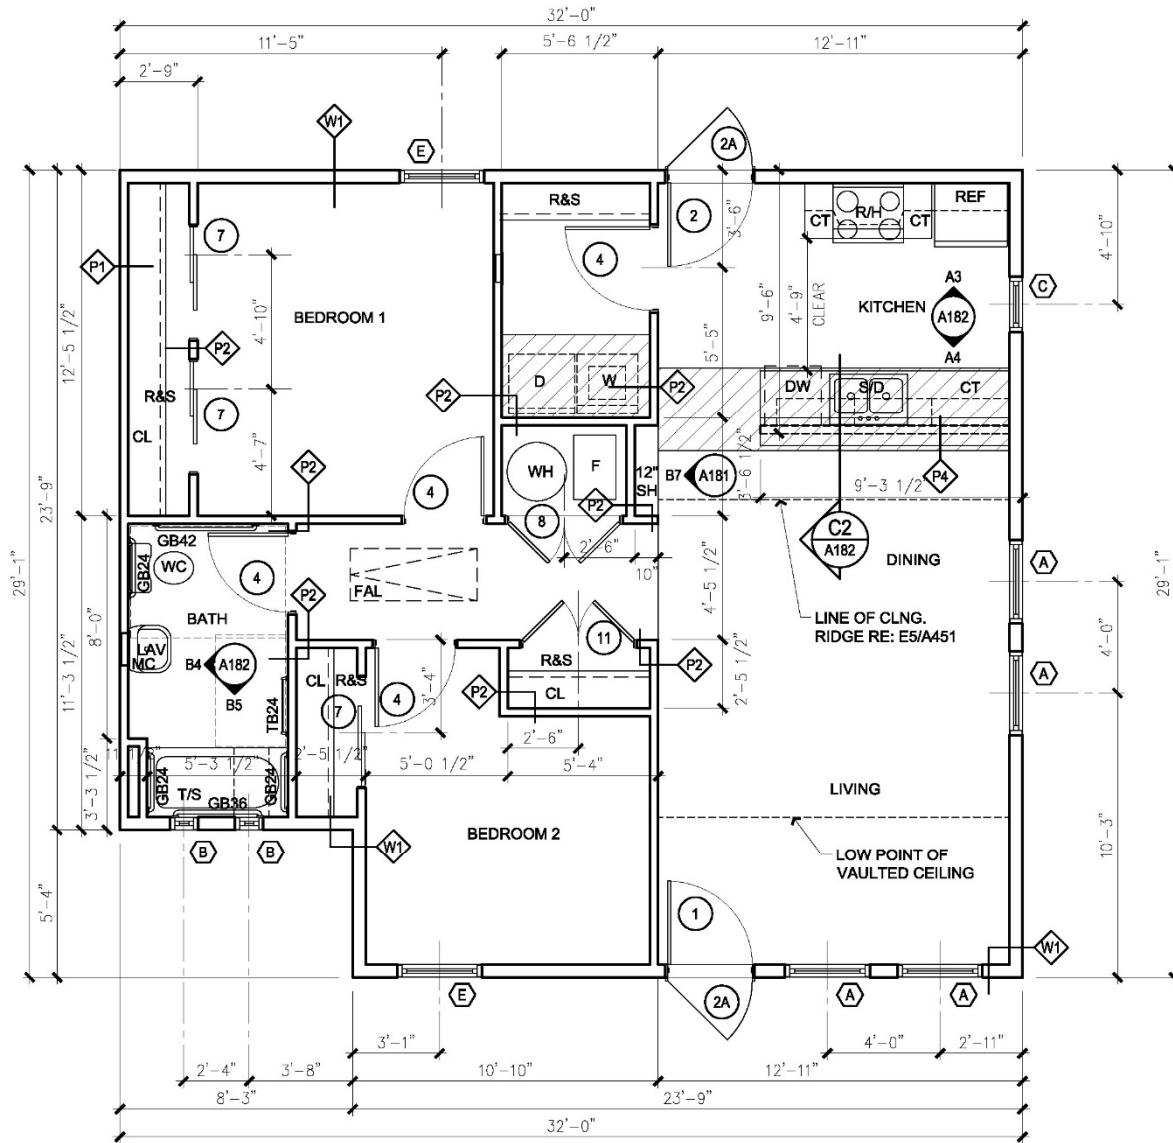 32'-0"
11'-5"
5'-6 1/2"
12'-11"
2'-9"
W1
E
2A
R&S
CT
R/H
CT
REF
7
2
3'-6"
4'-10"
P1
4
A3
C
KITCHEN
A182
A4
9'-6"
4'-9"
CLEAR
BEDROOM 1
4'-10"
12'-5 1/2"
P2
5'-5"
D
W
P2
DW
S/D
CT
R&S
P2
7
CL
4'-7"
23'-9"
29'-1"
P2
WH
F
12"
SH
B7
A181
3'-6 1/2"
P4
9'-3 1/2"
4
P2
8
2'-6"
10"
C2
A182
DINING
A
29'-1"
GB42
GB24
WC
4
P2
FAL
4'-5 1/2"
LINE OF CLNG.
RIDGE RE: E5/A451
BATH
8'-0"
11'-3 1/2"
LAV
MC
B4
A182
B5
CL
R&S
3'-4"
11
R&S
P2
CL
P2
2'-5 1/2"
4'-0"
A
7
4
TB24
2'-6"
11 1/2"
5'-3 1/2"
2'-5 1/2"
5'-0 1/2"
5'-4"
3'-3 1/2"
GB24
T/S
GB36
GB24
LIVING
BEDROOM 2
B
B
W1
LOW POINT OF
VAULTED CEILING
10'-3"
5'-4"
1
W1
E
2A
A
A
3'-1"
4'-0"
2'-11"
2'-4"
3'-8"
10'-10"
12'-11"
8'-3"
23'-9"
32'-0"